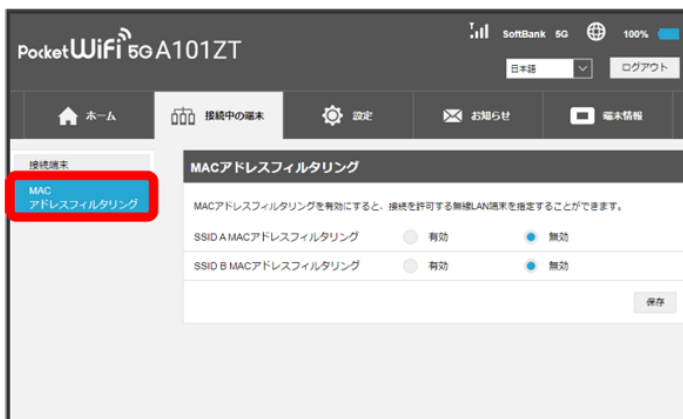 Pocket WiFi 5G A101ZT
SoftBank 5G 100%
日本語 ログアウト
ホーム 接続中の端末 設定 お知らせ 端末情報
接続端末
MAC
アドレスフィルタリング
MACアドレスフィルタリング
MACアドレスフィルタリングを有効にすると、接続を許可する無線LAN端末を指定することができます。
SSID A MACアドレスフィルタリング 有効 無効
SSID B MACアドレスフィルタリング 有効 無効
保存